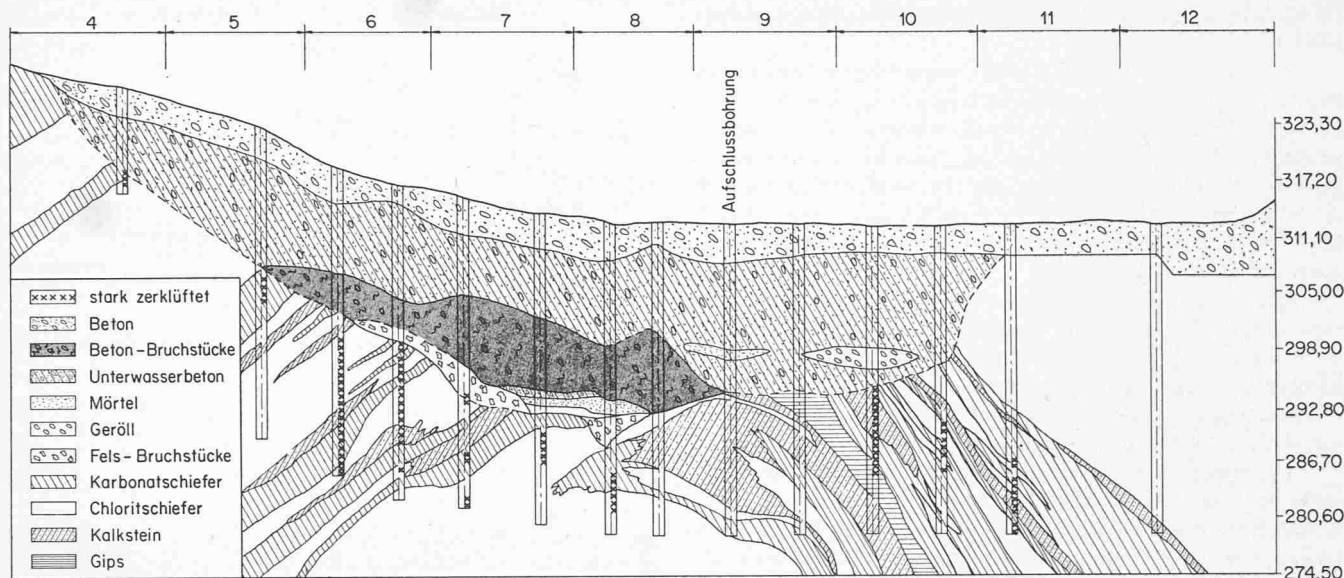 4 5 6 7 8 9 10 11 12
Aufschlussbohrung
323,30
317,20
311,10
305,00
298,90
292,80
286,70
280,60
274,50
stark zerklüftet
Beton
Beton-Bruchstücke
Unterwasserbeton
Mörtel
Geröll
Fels-Bruchstücke
Karbonatschiefer
Chloritschiefer
Kalkstein
Gips